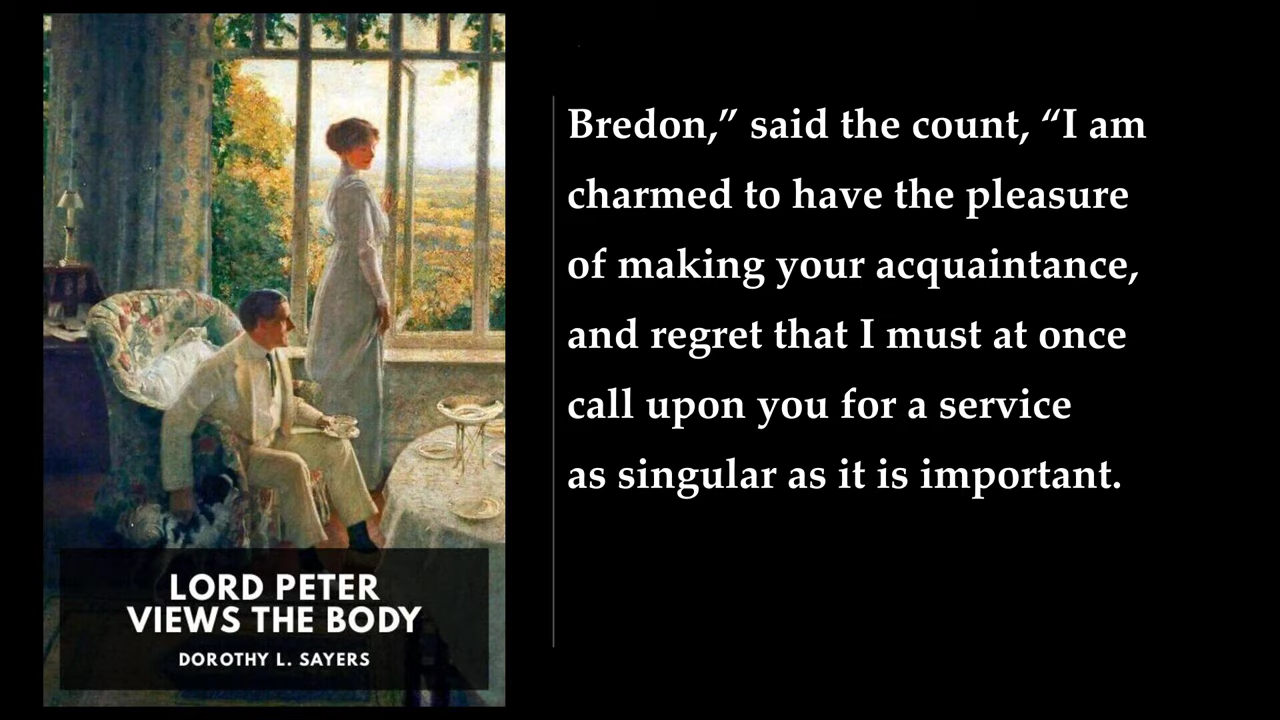 LORD PETER
VIEWS THE BODY
DOROTHY L. SAYERS
Bredon,” said the count, “I am
charmed to have the pleasure
of making your acquaintance,
and regret that I must at once
call upon you for a service
as singular as it is important.